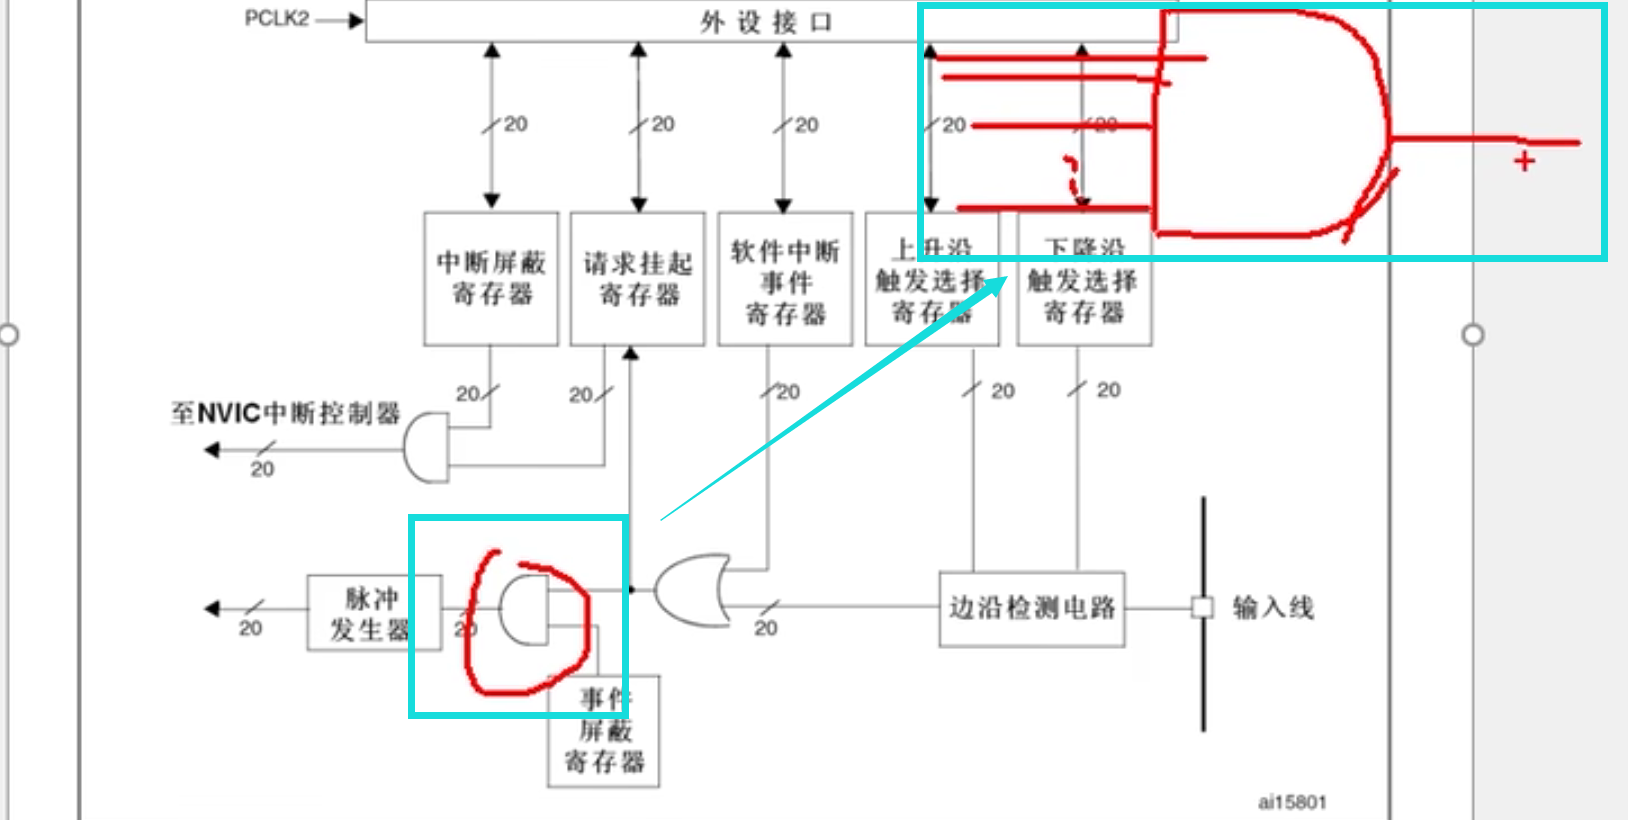 PCLK2
外设接口
20
20
20
20
20
中断屏蔽
寄存器
请求挂起
寄存器
软件中断
事件
寄存器
上升沿
触发选择
寄存器
下降沿
触发选择
寄存器
20
20
20
20
20
至NVIC中断控制器
20
脉冲
发生器
20
20
20
边沿检测电路
输入线
事件
屏蔽
寄存器
ai15801